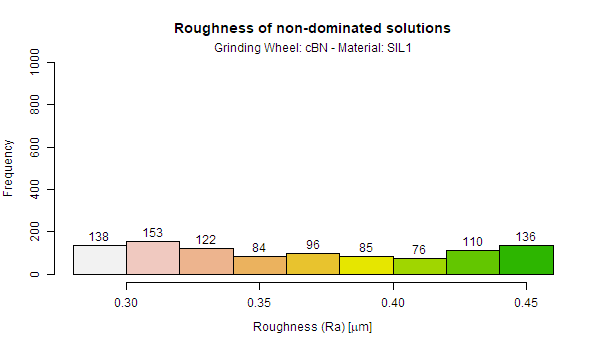 Roughness of non-dominated solutions
Grinding Wheel: cBN - Material: SIL1
Frequency
1000
800
600
400
200
0
138 153 122 84 96 85 76 110 136
0.30 0.35 0.40 0.45
Roughness (Ra) [µm]